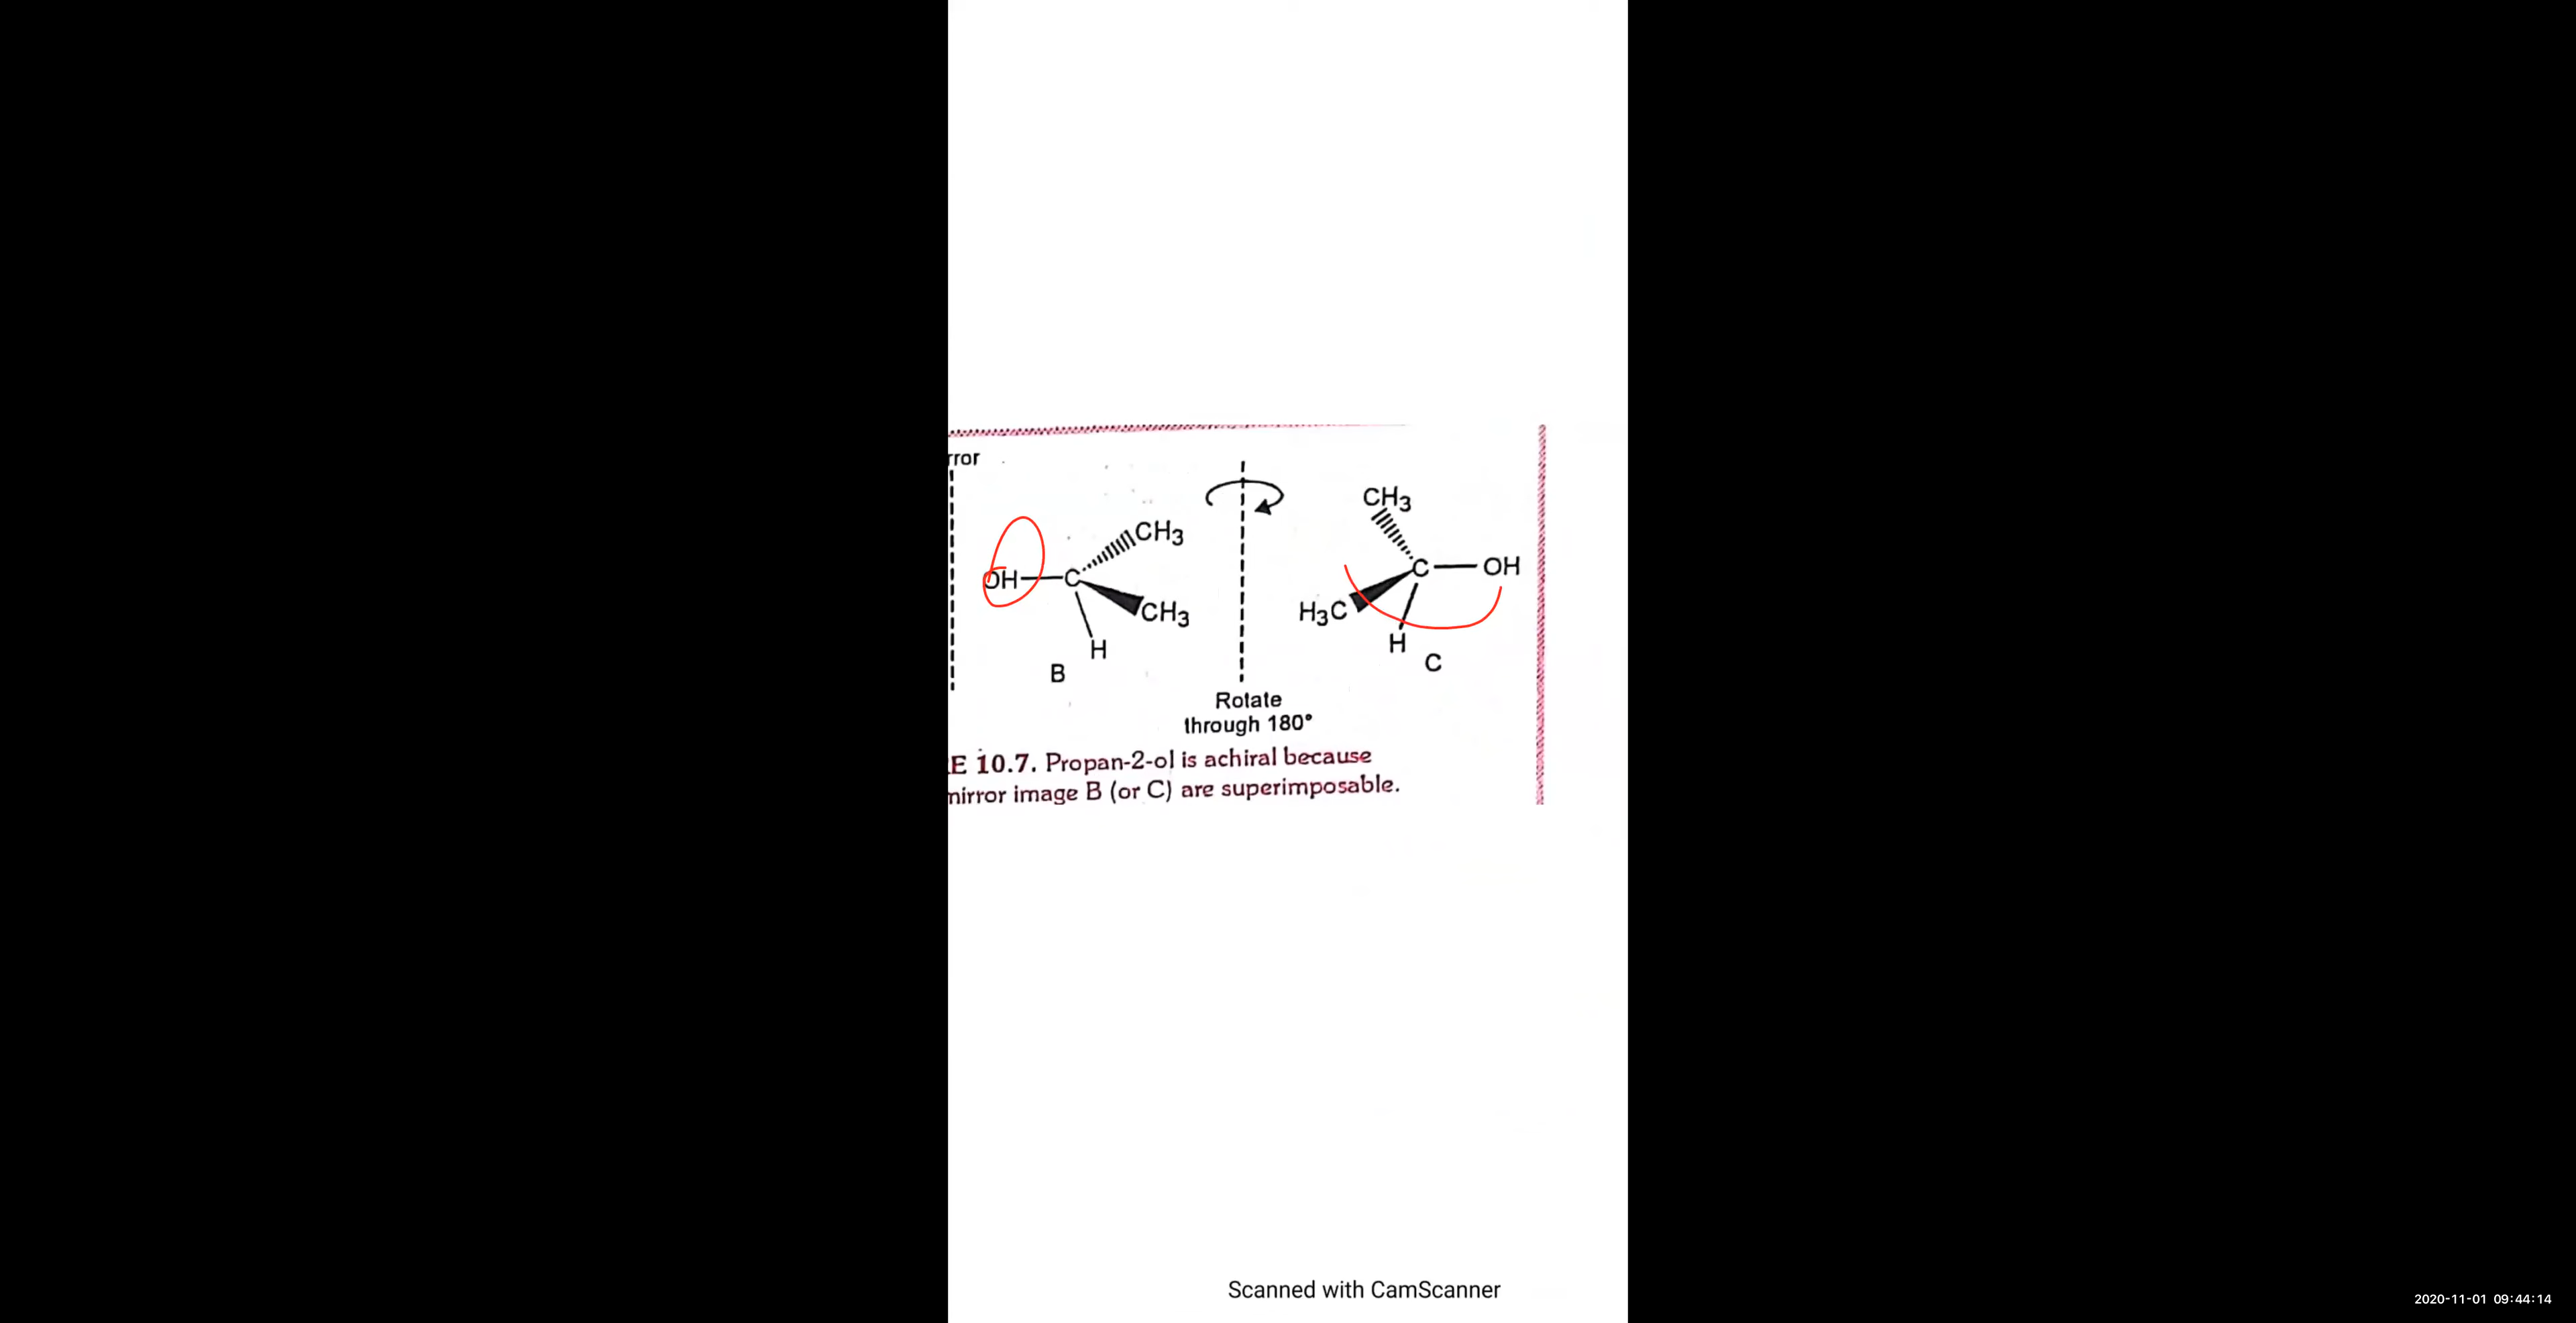 rror
CH3
OH—C
CH3
H
B
Rotate
through 180°
CH3
C—OH
H3C
H
C
E 10.7. Propan-2-ol is achiral because
mirror image B (or C) are superimposable.
Scanned with CamScanner
2020-11-01 09:44:14